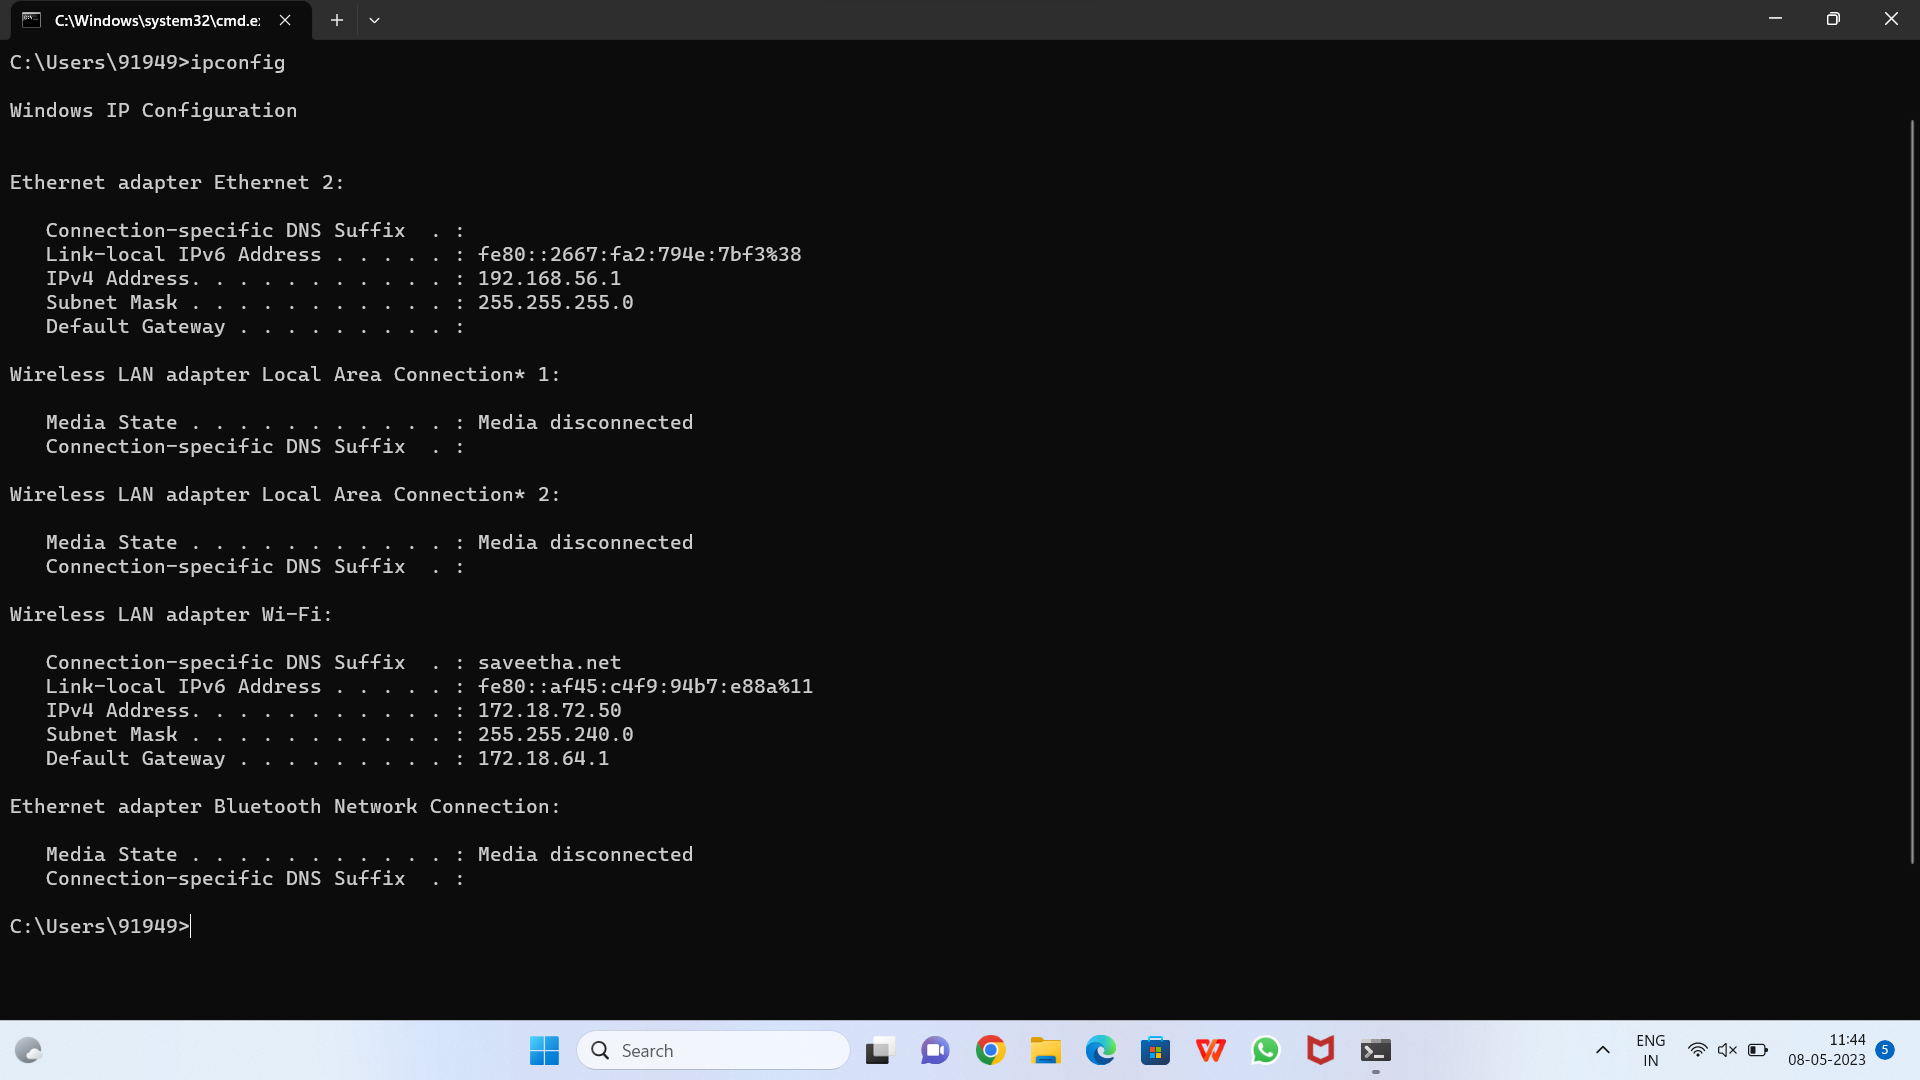 C:\Windows\system32\cmd.e
C:\Users\91949>ipconfig
Windows IP Configuration
Ethernet adapter Ethernet 2:
Connection-specific DNS Suffix  . :
Link-local IPv6 Address . . . . . : fe80::2667:fa2:794e:7bf3%38
IPv4 Address. . . . . . . . . . . : 192.168.56.1
Subnet Mask . . . . . . . . . . . : 255.255.255.0
Default Gateway . . . . . . . . . :
Wireless LAN adapter Local Area Connection* 1:
Media State . . . . . . . . . . . : Media disconnected
Connection-specific DNS Suffix  . :
Wireless LAN adapter Local Area Connection* 2:
Media State . . . . . . . . . . . : Media disconnected
Connection-specific DNS Suffix  . :
Wireless LAN adapter Wi-Fi:
Connection-specific DNS Suffix  . : saveetha.net
Link-local IPv6 Address . . . . . : fe80::af45:c4f9:94b7:e88a%11
IPv4 Address. . . . . . . . . . . : 172.18.72.50
Subnet Mask . . . . . . . . . . . : 255.255.240.0
Default Gateway . . . . . . . . . : 172.18.64.1
Ethernet adapter Bluetooth Network Connection:
Media State . . . . . . . . . . . : Media disconnected
Connection-specific DNS Suffix  . :
C:\Users\91949>
Search
ENG
IN
11:44
08-05-2023
5